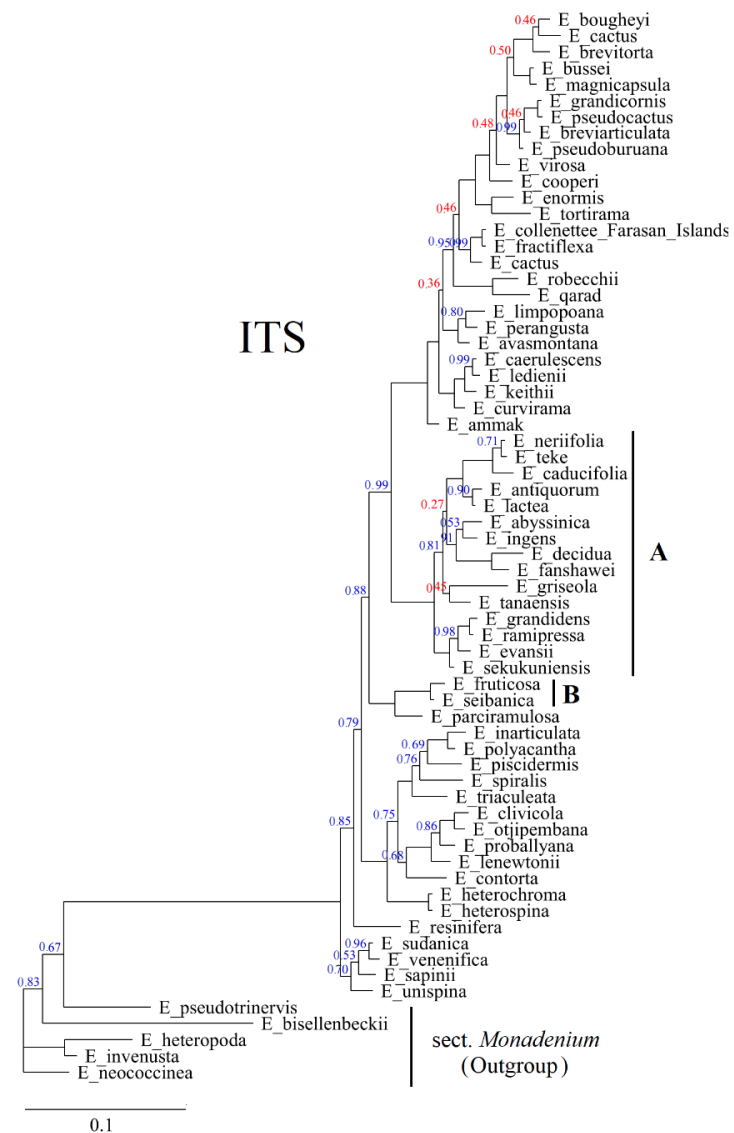 0.46 E_bougheyi
E_cactus
0.50 E_brevitorta
E_bussei
E_magnicapsula
E_grandicornis
0.46 E_pseudocactus
0.48 0.99 E_breviarticulata
E_pseudoburuana
E_virosa
E_cooperi
E_enormis
0.46 E_tortirama
E_collenettee_Farasan_Islands
0.95 0.99 E_fractiflexa
E_cactus
E_robecchii
0.36 E_qarad
0.80 E_limpopoana
E_perangusta
ITS
E_avasmontana
0.99 E_caerulescens
E_ledienii
E_keithii
E_curvirama
E_ammak
0.71 E_neriifolia
E_teke
E_caducifolia
0.99 0.90 E_antiquorum
0.27 E_lactea
0.53 E_abyssinica
91 E_ingens
0.81 E_decidua
A
E_fanshawei
0.45 E_griseola
0.88 E_tanaensis
E_grandidens
0.98 E_ramipressa
E_evansii
E_sekukuniensis
E_fruticosa
B
E_seibanica
E_parciramulosa
0.79 E_inarticulata
0.69 E_polyacantha
0.76 E_piscidermis
E_spiralis
E_triaculeata
0.75 E_clivicola
0.85 0.86 E_otjipembana
E_proballyana
0.68 E_lenewtonii
E_contorta
E_heterochroma
E_heterospina
E_resinifera
0.67 0.96 E_sudanica
0.53 E_venenifica
0.70 E_sapinii
0.83 E_unispina
E_pseudotrinervis
E_bisellenbeckii
E_heteropoda
sect. Monadenium
E_invenusta
(Outgroup)
E_neococcinea
0.1